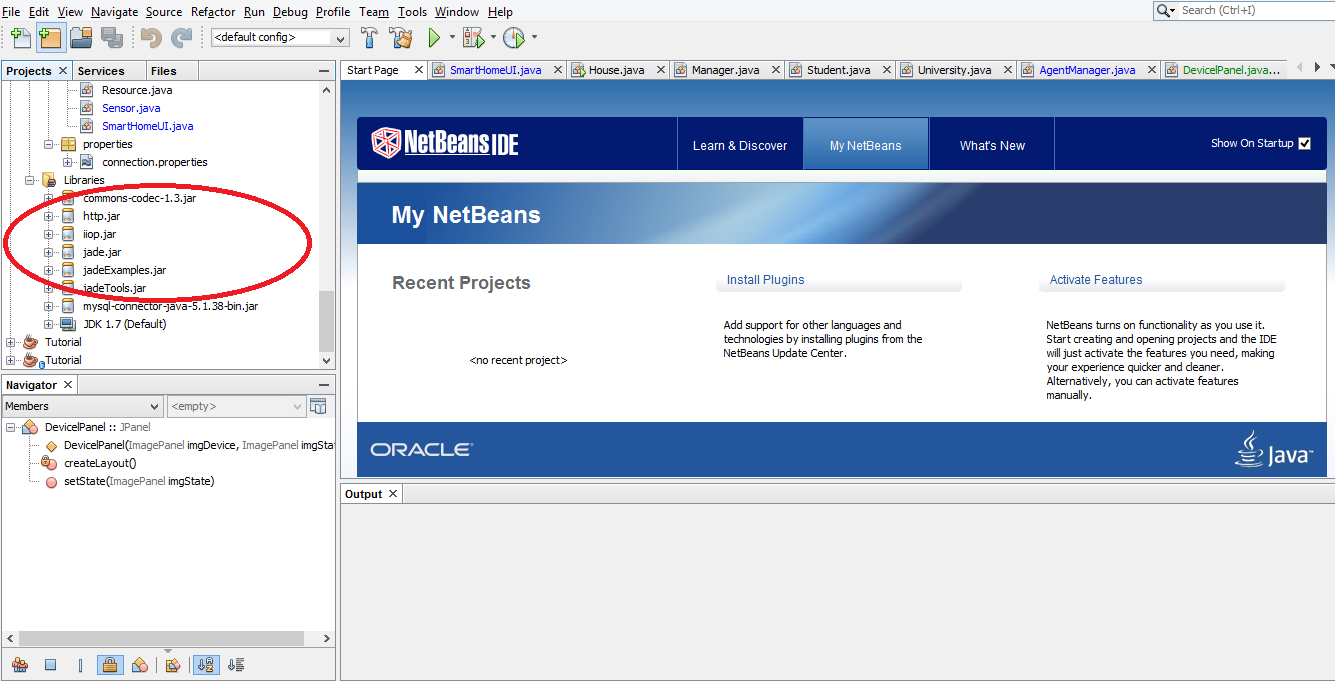 File Edit View Navigate Source Refactor Run Debug Profile Team Tools Window Help
Search (Ctrl+I)
<default config>
Projects Services Files
Resource.java
Sensor.java
SmartHomeUI.java
properties
connection.properties
Libraries
commons-codec-1.3.jar
http.jar
iiop.jar
jade.jar
jadeExamples.jar
jadeTools.jar
mysql-connector-java-5.1.38-bin.jar
JDK 1.7 (Default)
Tutorial
Tutorial
Navigator
Members
<empty>
DevicelPanel :: JPanel
DevicelPanel(ImagePanel imgDevice, ImagePanel imgStat
createLayout()
setState(ImagePanel imgState)
Start Page SmartHomeUI.java House.java Manager.java Student.java University.java AgentManager.java DevicePanel.java...
NetBeans IDE
Learn & Discover
My NetBeans
What's New
Show On Startup
My NetBeans
Recent Projects
<no recent project>
Install Plugins
Add support for other languages and
technologies by installing plugins from the
NetBeans Update Center.
Activate Features
NetBeans turns on functionality as you use it.
Start creating and opening projects and the IDE
will just activate the features you need, making
your experience quicker and cleaner.
Alternatively, you can activate features
manually.
ORACLE
Java
Output